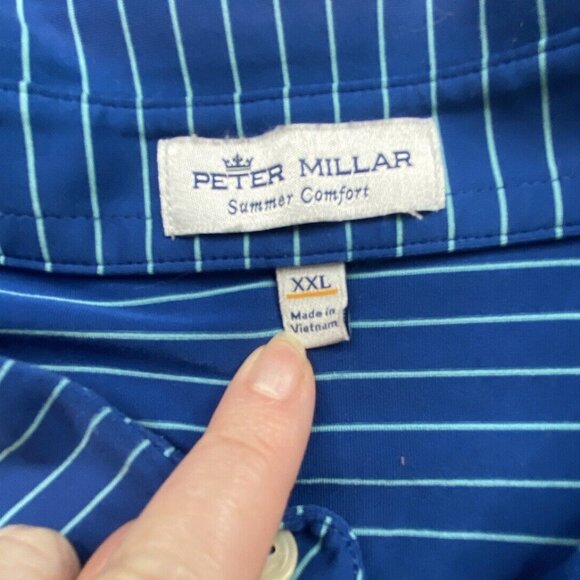 PETER MILLAR
Summer Comfort
XXL
Made in
Vietnam